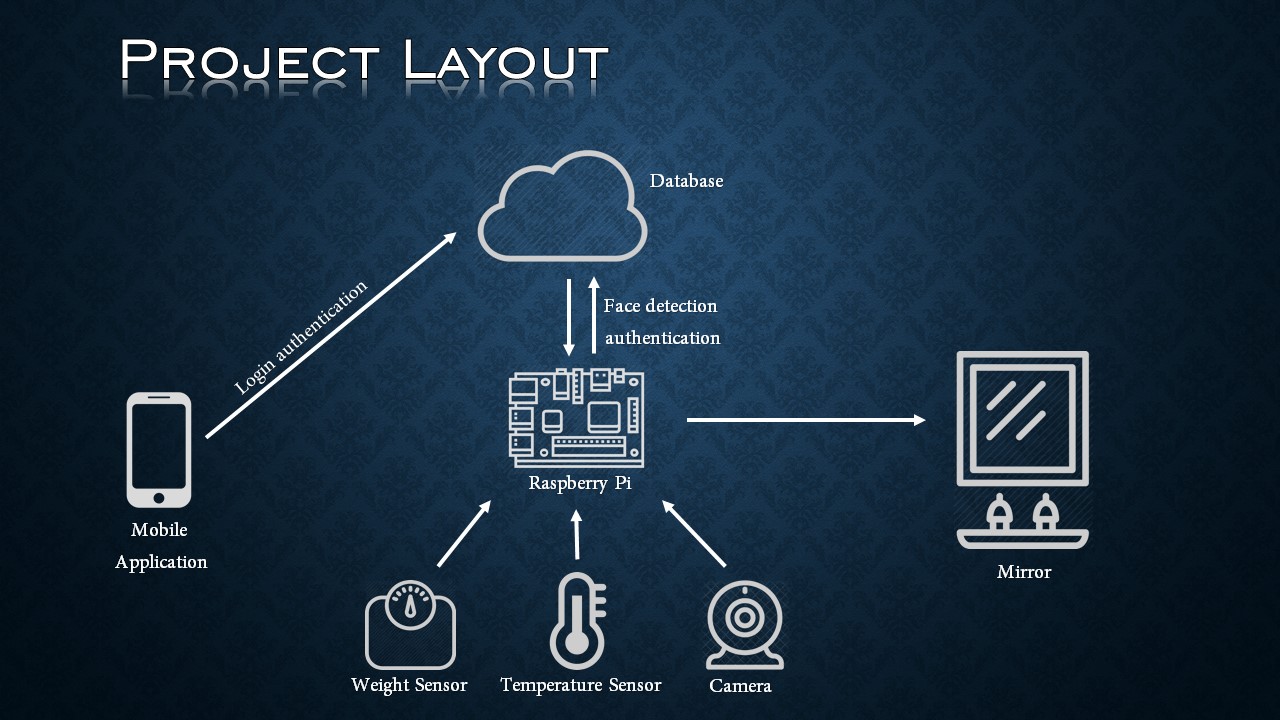 Project Layout
Database
Login authentication
Face detection
authentication
Raspberry Pi
Mobile
Application
Mirror
Weight Sensor
Temperature Sensor
Camera